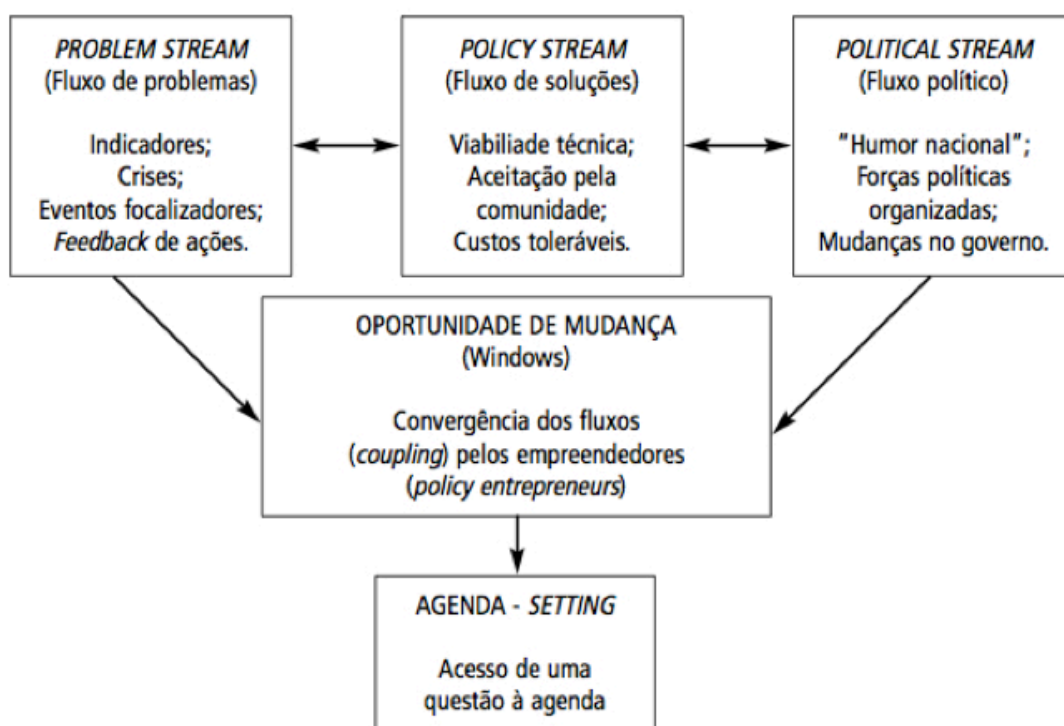 PROBLEM STREAM
(Fluxo de problemas)
Indicadores;
Crises;
Eventos focalizadores;
Feedback de ações.
POLICY STREAM
(Fluxo de soluções)
Viabiliade técnica;
Aceitação pela
comunidade;
Custos toleráveis.
POLITICAL STREAM
(Fluxo político)
"Humor nacional";
Forças políticas
organizadas;
Mudanças no governo.
OPORTUNIDADE DE MUDANÇA
(Windows)
Convergência dos fluxos
(coupling) pelos empreendedores
(policy entrepreneurs)
AGENDA - SETTING
Acesso de uma
questão à agenda